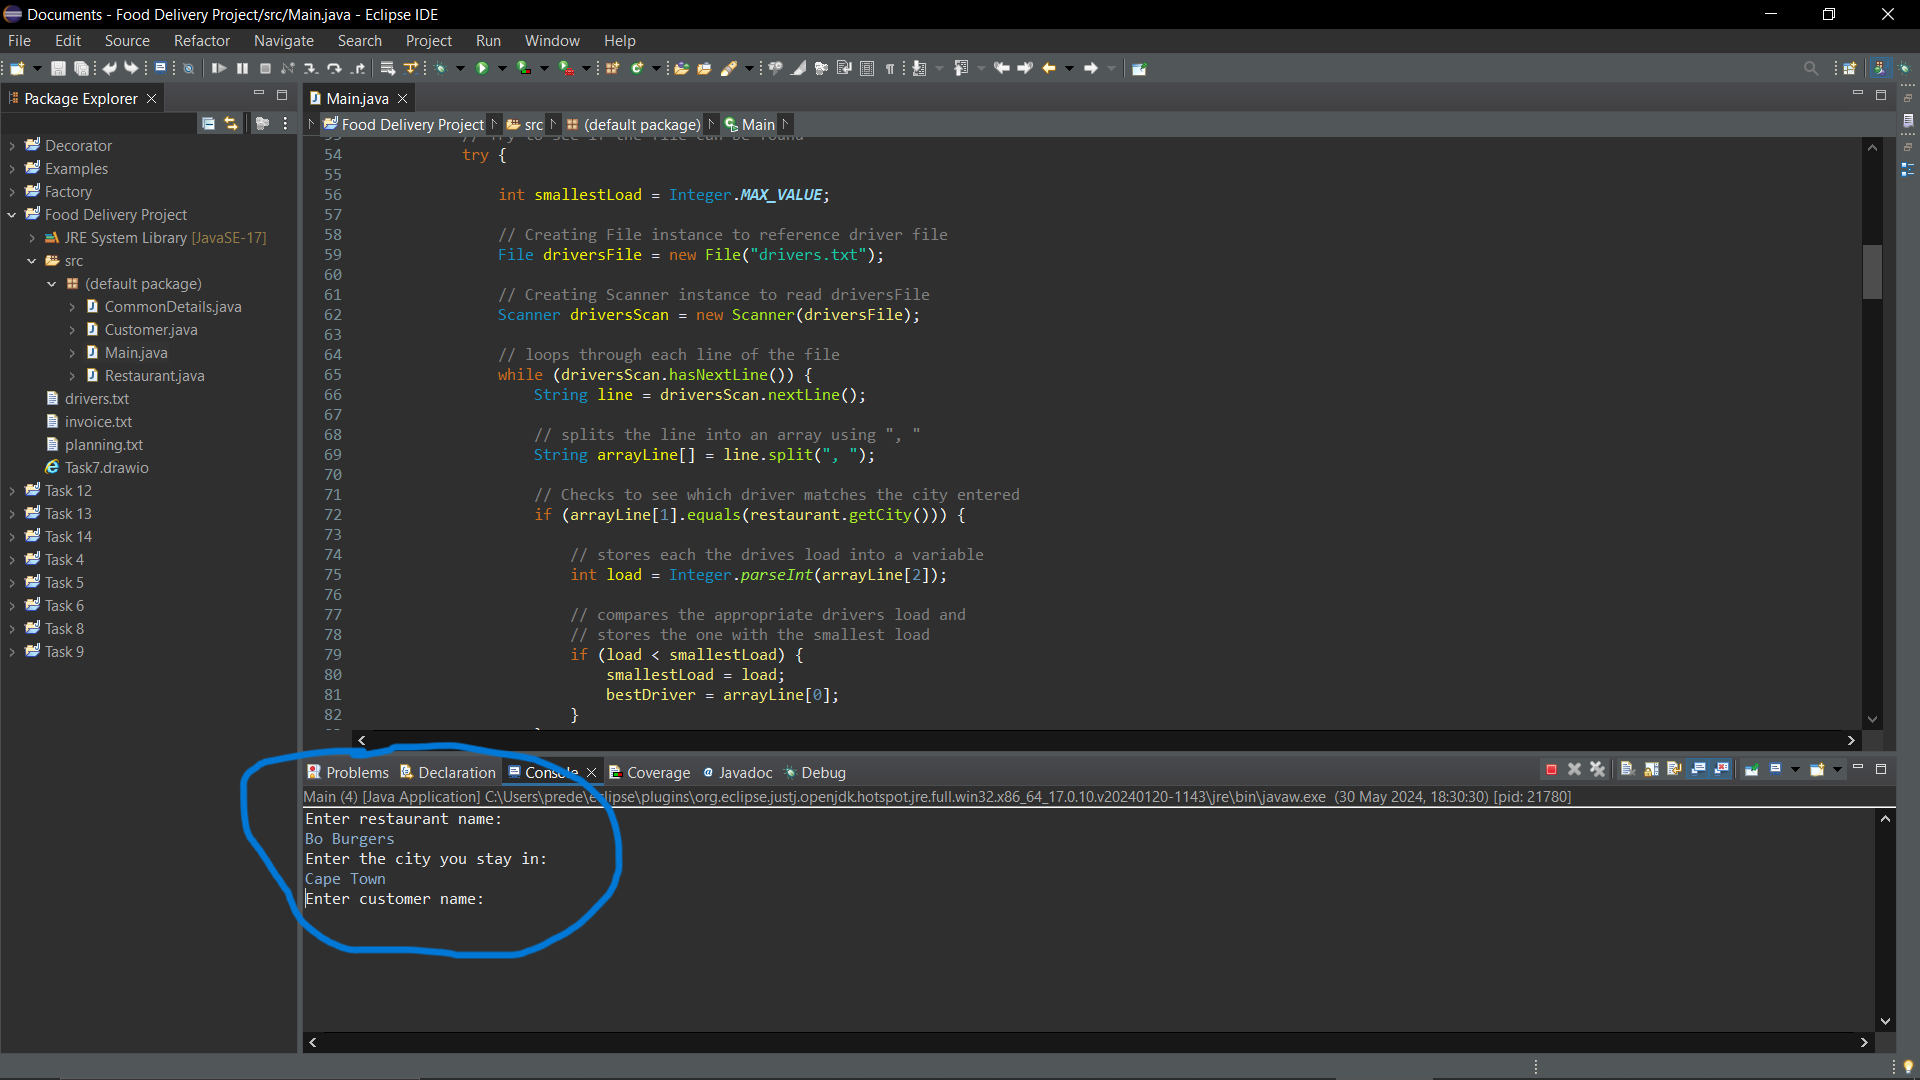 Documents - Food Delivery Project/src/Main.java - Eclipse IDE
File Edit Source Refactor Navigate Search Project Run Window Help
Package Explorer
Decorator
Examples
Factory
Food Delivery Project
JRE System Library [JavaSE-17]
src
(default package)
CommonDetails.java
Customer.java
Main.java
Restaurant.java
drivers.txt
invoice.txt
planning.txt
Task7.drawio
Task 12
Task 13
Task 14
Task 4
Task 5
Task 6
Task 8
Task 9
Main.java
Food Delivery Project src (default package) Main
53 // Try to see if the file can be found
54 try {
55
56 int smallestLoad = Integer.MAX_VALUE;
57
58 // Creating File instance to reference driver file
59 File driversFile = new File("drivers.txt");
60
61 // Creating Scanner instance to read driversFile
62 Scanner driversScan = new Scanner(driversFile);
63
64 // loops through each line of the file
65 while (driversScan.hasNextLine()) {
66 String line = driversScan.nextLine();
67
68 // splits the line into an array using ", "
69 String arrayLine[] = line.split(", ");
70
71 // Checks to see which driver matches the city entered
72 if (arrayLine[1].equals(restaurant.getCity())) {
73
74 // stores each the drives load into a variable
75 int load = Integer.parseInt(arrayLine[2]);
76
77 // compares the appropriate drivers load and
78 // stores the one with the smallest load
79 if (load < smallestLoad) {
80 smallestLoad = load;
81 bestDriver = arrayLine[0];
82 }
Problems Declaration Console Coverage Javadoc Debug
Main (4) [Java Application] C:\Users\prede\eclipse\plugins\org.eclipse.justj.openjdk.hotspot.jre.full.win32.x86_64_17.0.10.v20240120-1143\jre\bin\javaw.exe (30 May 2024, 18:30:30) [pid: 21780]
Enter restaurant name:
Bo Burgers
Enter the city you stay in:
Cape Town
Enter customer name: